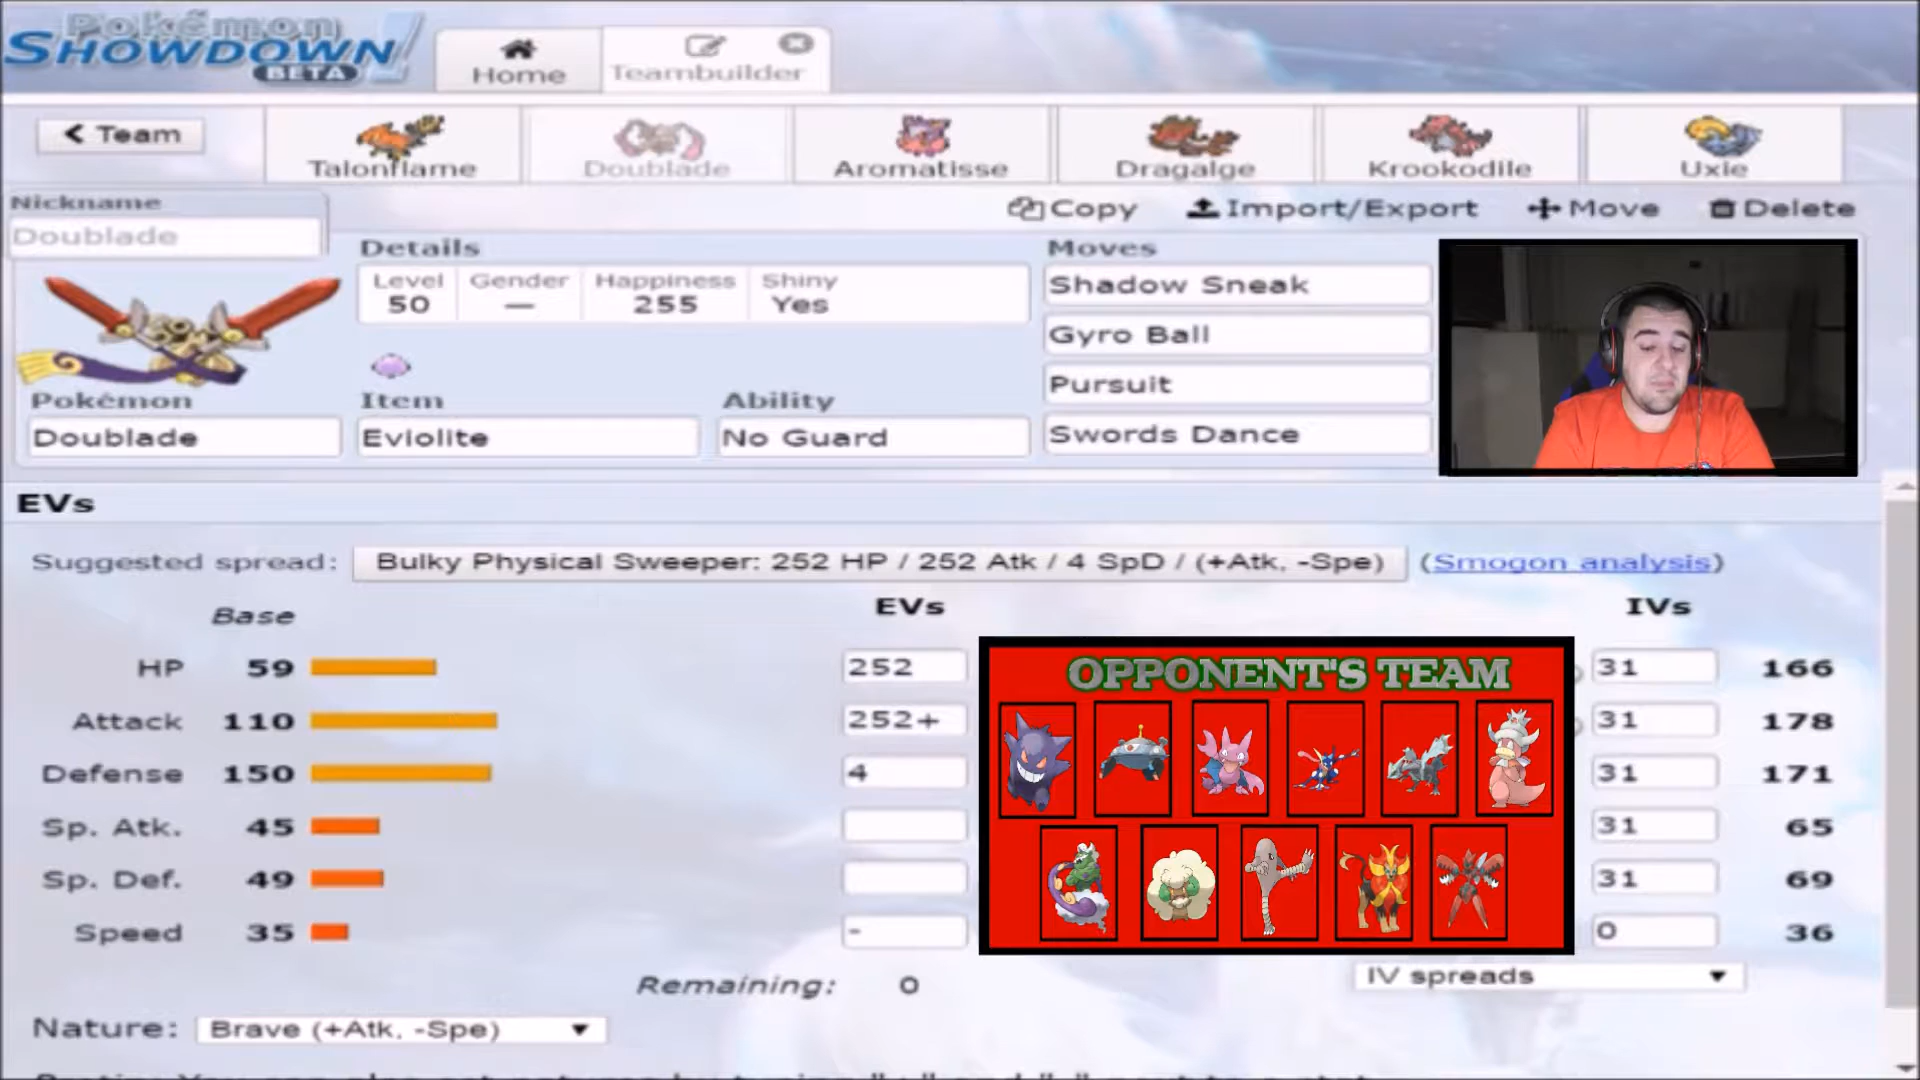 Pokémon
SHOWDOWN!
BETA
Home
Teambuilder
Team
Talonflame
Doublade
Aromatisse
Dragalge
Krookodile
Uxie
Nickname
Doublade
Copy
Import/Export
Move
Delete
Details
Level
Gender
Happiness
Shiny
50
—
255
Yes
Moves
Shadow Sneak
Gyro Ball
Pursuit
Swords Dance
Pokémon
Item
Ability
Doublade
Eviolite
No Guard
EVs
Suggested spread:
Bulky Physical Sweeper: 252 HP / 252 Atk / 4 SpD / (+Atk, -Spe)
(Smogon analysis)
Base
EVs
IVs
HP 59 252 31 166
Attack 110 252+ 31 178
Defense 150 4 31 171
Sp. Atk. 45 31 65
Sp. Def. 49 31 69
Speed 35 - 0 36
OPPONENT'S TEAM
Remaining: 0
IV spreads
Nature: Brave (+Atk, -Spe)